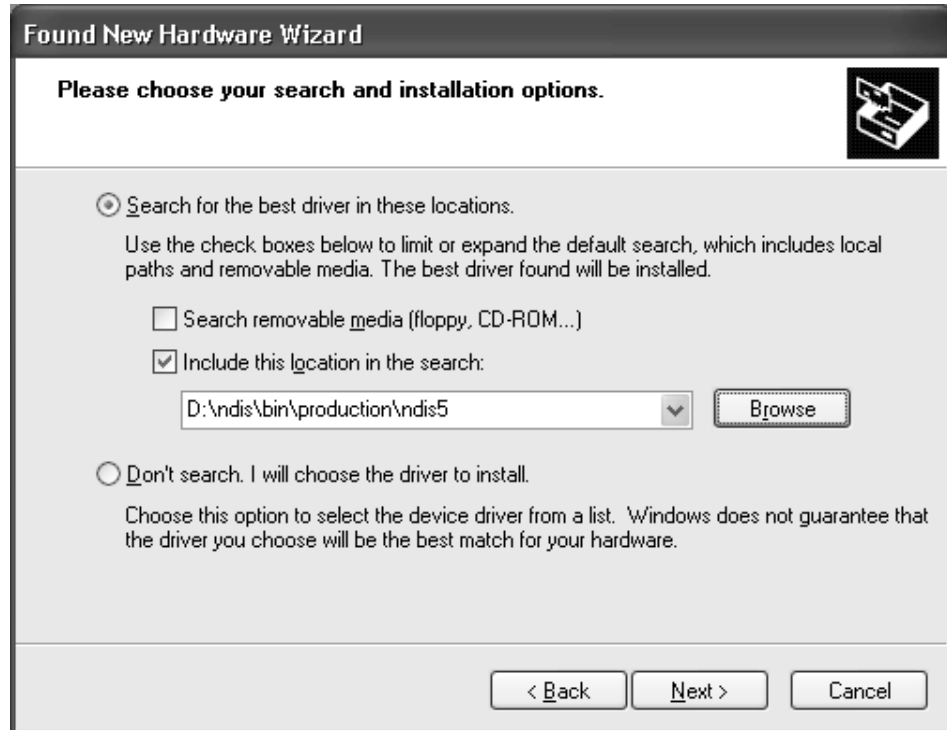 Found New Hardware Wizard
Please choose your search and installation options.
Search for the best driver in these locations.
Use the check boxes below to limit or expand the default search, which includes local
paths and removable media. The best driver found will be installed.
Search removable media (floppy, CD-ROM...)
Include this location in the search:
D:\ndis\bin\production\ndis5
Browse
Don't search. I will choose the driver to install.
Choose this option to select the device driver from a list.  Windows does not guarantee that
the driver you choose will be the best match for your hardware.
< Back
Next >
Cancel